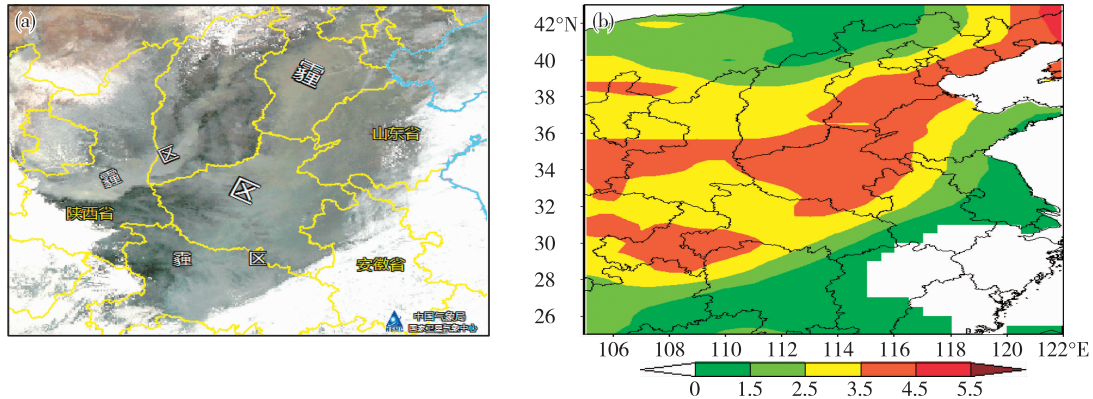 (a)
霾
山东省
区
霾
区
陕西省
霾
区
安徽省
中国气象局
国家卫星气象中心
(b)
42°N
40
38
36
34
32
30
28
26
106
108
110
112
114
116
118
120
122°E
0
1.5
2.5
3.5
4.5
5.5